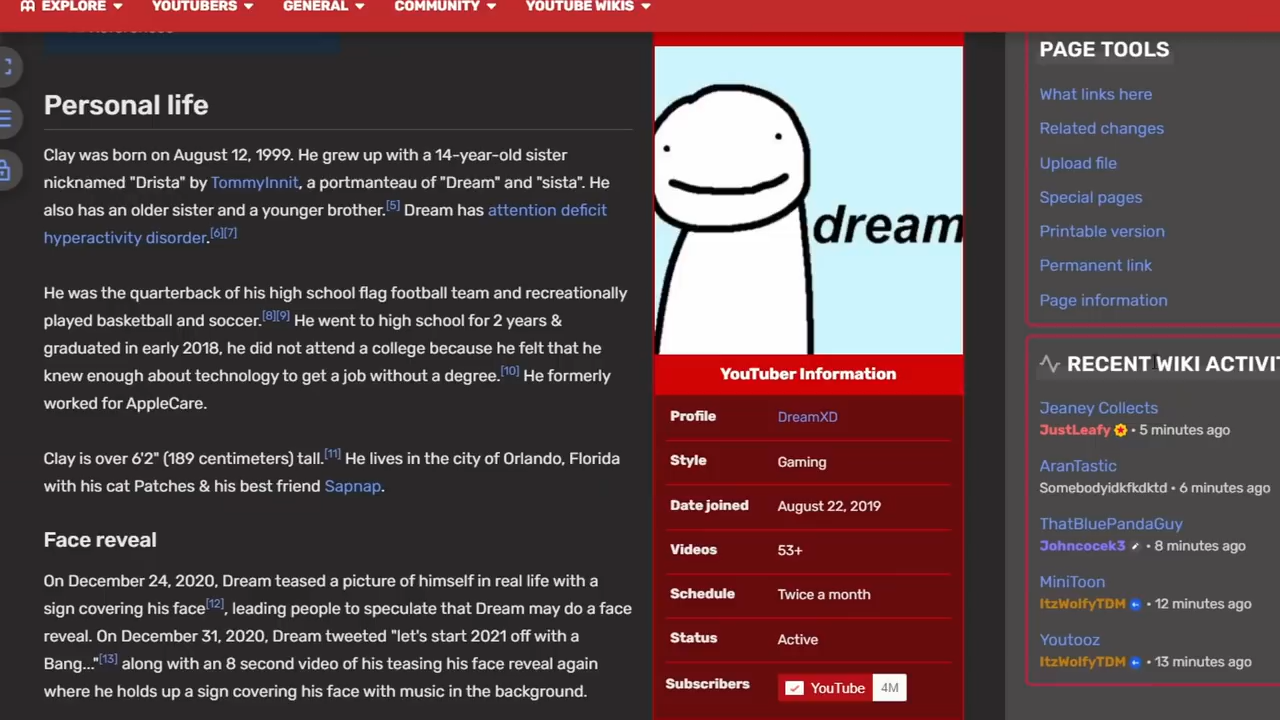 EXPLORE
YOUTUBERS
GENERAL
COMMUNITY
YOUTUBE WIKIS
Personal life
Clay was born on August 12, 1999. He grew up with a 14-year-old sister
nicknamed "Drista" by TommyInnit, a portmanteau of "Dream" and "sista". He
also has an older sister and a younger brother.[5] Dream has attention deficit
hyperactivity disorder.[6][7]
He was the quarterback of his high school flag football team and recreationally
played basketball and soccer.[8][9] He went to high school for 2 years &
graduated in early 2018, he did not attend a college because he felt that he
knew enough about technology to get a job without a degree.[10] He formerly
worked for AppleCare.
Clay is over 6'2" (189 centimeters) tall.[11] He lives in the city of Orlando, Florida
with his cat Patches & his best friend Sapnap.
Face reveal
On December 24, 2020, Dream teased a picture of himself in real life with a
sign covering his face[12], leading people to speculate that Dream may do a face
reveal. On December 31, 2020, Dream tweeted "let's start 2021 off with a
Bang..."[13] along with an 8 second video of his teasing his face reveal again
where he holds up a sign covering his face with music in the background.
dream
YouTuber Information
Profile DreamXD
Style Gaming
Date joined August 22, 2019
Videos 53+
Schedule Twice a month
Status Active
Subscribers YouTube 4M
PAGE TOOLS
What links here
Related changes
Upload file
Special pages
Printable version
Permanent link
Page information
RECENT WIKI ACTIVI
Jeaney Collects
JustLeafy • 5 minutes ago
AranTastic
Somebodyidkfkdktd • 6 minutes ago
ThatBluePandaGuy
Johncocek3 • 8 minutes ago
MiniToon
ItzWolfyTDM • 12 minutes ago
Youtooz
ItzWolfyTDM • 13 minutes ago